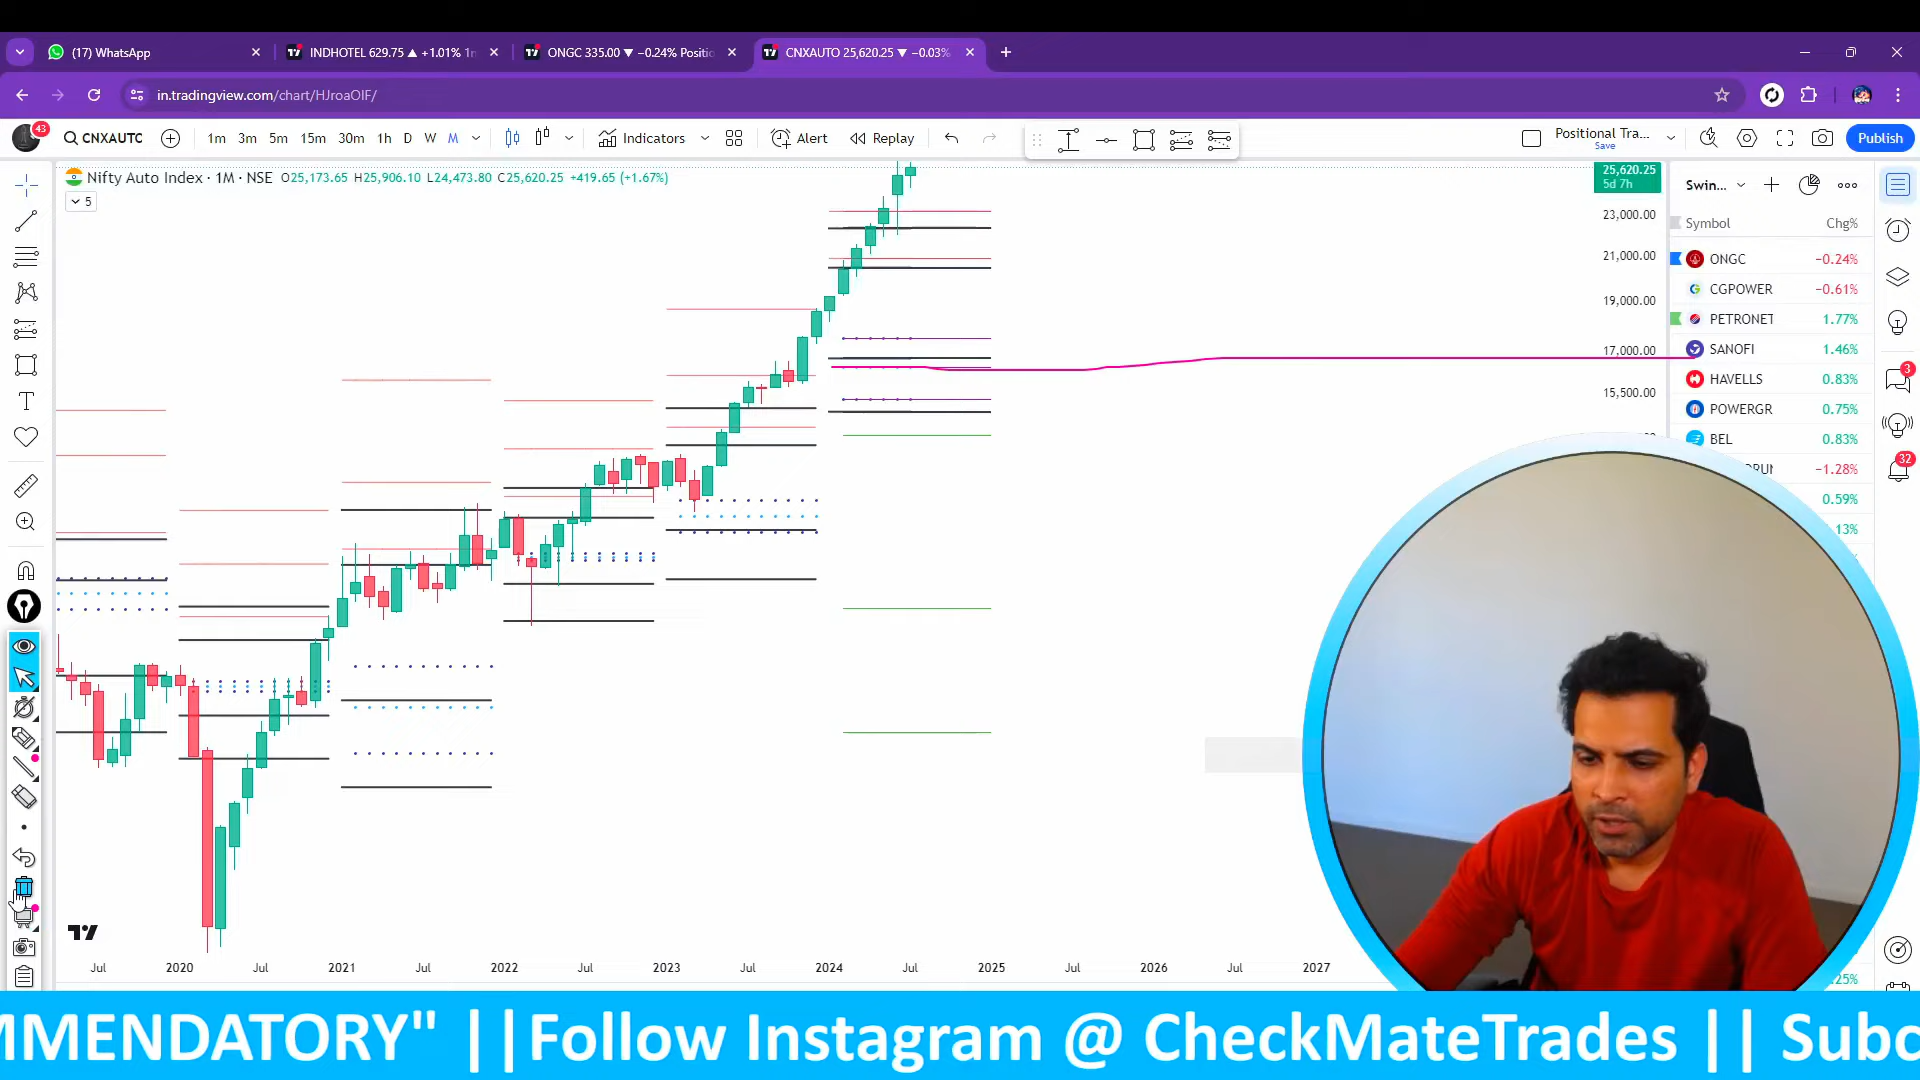 (17) WhatsApp
INDHOTEL 629.75 ▲ +1.01% 1m
ONGC 335.00 ▼ −0.24% Positio
CNXAUTO 25,620.25 ▼ −0.03%
in.tradingview.com/chart/HJroaOIF/
43
CNXAUTC
1m 3m 5m 15m 30m 1h D W M
Indicators
Alert
Replay
Positional Tra...
Save
Publish
Nifty Auto Index · 1M · NSE O25,173.65 H25,906.10 L24,473.80 C25,620.25 +419.65 (+1.67%)
5
25,620.25
5d 7h
23,000.00
21,000.00
19,000.00
17,000.00
15,500.00
Swin...
Symbol Chg%
ONGC −0.24%
CGPOWER −0.61%
PETRONET 1.77%
SANOFI 1.46%
HAVELLS 0.83%
POWERGR 0.75%
BEL 0.83%
−1.28%
0.59%
3
32
Jul 2020 Jul 2021 Jul 2022 Jul 2023 Jul 2024 Jul 2025 Jul 2026 Jul 2027
MMENDATORY" ||Follow Instagram @ CheckMateTrades || Subc